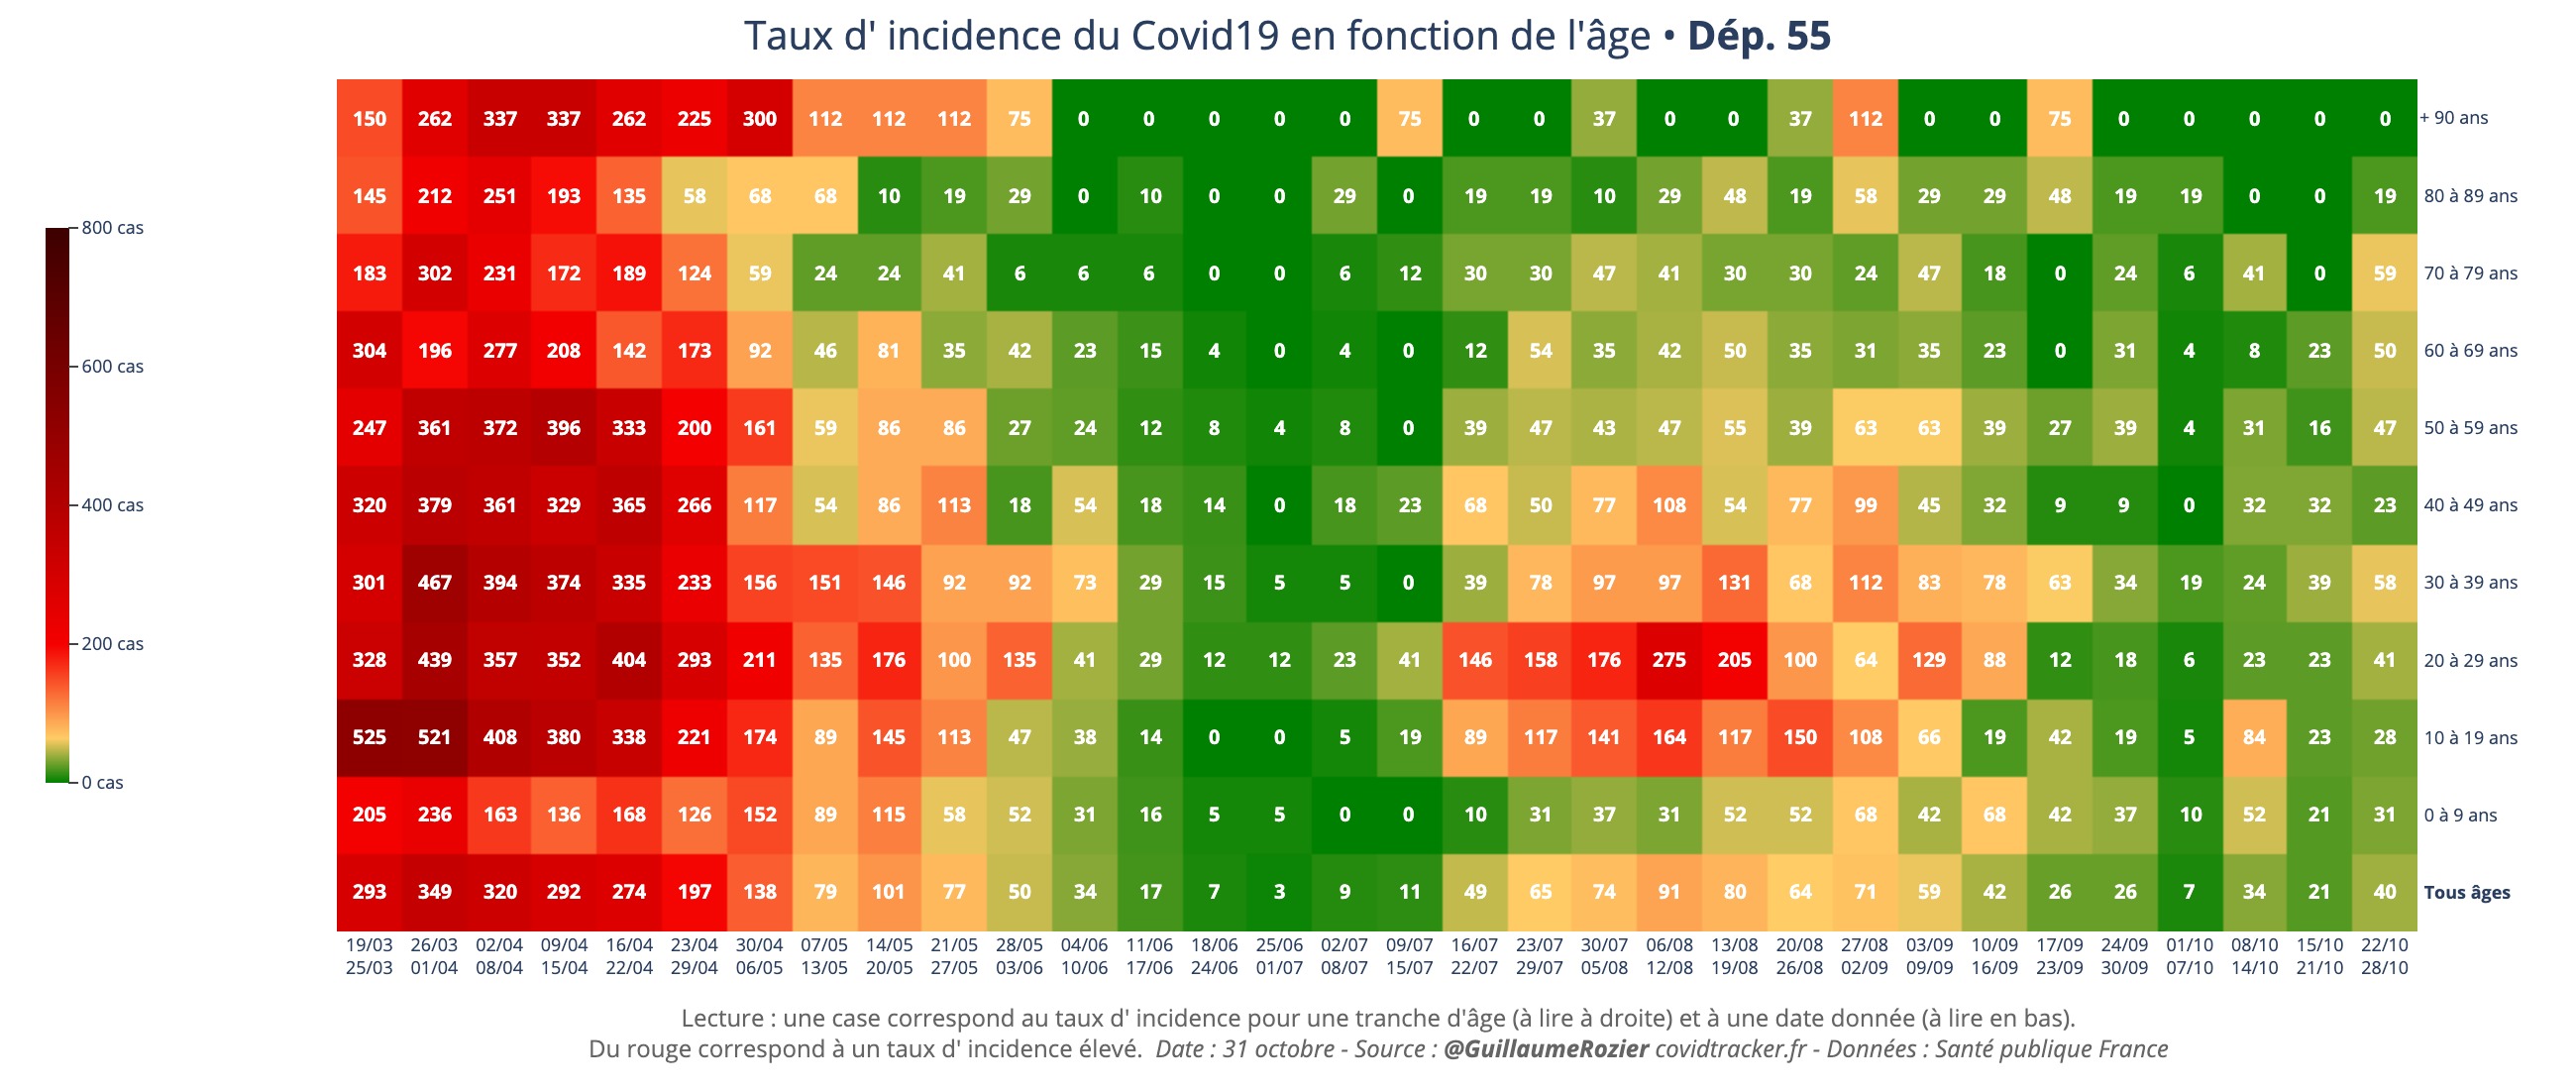 Taux d' incidence du Covid19 en fonction de l'âge • Dép. 55
800 cas
600 cas
400 cas
200 cas
0 cas
150 262 337 337 262 225 300 112 112 112 75 0 0 0 0 0 75 0 0 37 0 0 37 112 0 0 75 0 0 0 0 0 + 90 ans
145 212 251 193 135 58 68 68 10 19 29 0 10 0 0 29 0 19 19 10 29 48 19 58 29 29 48 19 19 0 0 19 80 à 89 ans
183 302 231 172 189 124 59 24 24 41 6 6 6 0 0 6 12 30 30 47 41 30 30 24 47 18 0 24 6 41 0 59 70 à 79 ans
304 196 277 208 142 173 92 46 81 35 42 23 15 4 0 4 0 12 54 35 42 50 35 31 35 23 0 31 4 8 23 50 60 à 69 ans
247 361 372 396 333 200 161 59 86 86 27 24 12 8 4 8 0 39 47 43 47 55 39 63 63 39 27 39 4 31 16 47 50 à 59 ans
320 379 361 329 365 266 117 54 86 113 18 54 18 14 0 18 23 68 50 77 108 54 77 99 45 32 9 9 0 32 32 23 40 à 49 ans
301 467 394 374 335 233 156 151 146 92 92 73 29 15 5 5 0 39 78 97 97 131 68 112 83 78 63 34 19 24 39 58 30 à 39 ans
328 439 357 352 404 293 211 135 176 100 135 41 29 12 12 23 41 146 158 176 275 205 100 64 129 88 12 18 6 23 23 41 20 à 29 ans
525 521 408 380 338 221 174 89 145 113 47 38 14 0 0 5 19 89 117 141 164 117 150 108 66 19 42 19 5 84 23 28 10 à 19 ans
205 236 163 136 168 126 152 89 115 58 52 31 16 5 5 0 0 10 31 37 31 52 52 68 42 68 42 37 10 52 21 31 0 à 9 ans
293 349 320 292 274 197 138 79 101 77 50 34 17 7 3 9 11 49 65 74 91 80 64 71 59 42 26 26 7 34 21 40 Tous âges
19/03 26/03 02/04 09/04 16/04 23/04 30/04 07/05 14/05 21/05 28/05 04/06 11/06 18/06 25/06 02/07 09/07 16/07 23/07 30/07 06/08 13/08 20/08 27/08 03/09 10/09 17/09 24/09 01/10 08/10 15/10 22/10
25/03 01/04 08/04 15/04 22/04 29/04 06/05 13/05 20/05 27/05 03/06 10/06 17/06 24/06 01/07 08/07 15/07 22/07 29/07 05/08 12/08 19/08 26/08 02/09 09/09 16/09 23/09 30/09 07/10 14/10 21/10 28/10
Lecture : une case correspond au taux d' incidence pour une tranche d'âge (à lire à droite) et à une date donnée (à lire en bas).
Du rouge correspond à un taux d' incidence élevé. Date : 31 octobre - Source : @GuillaumeRozier covidtracker.fr - Données : Santé publique France